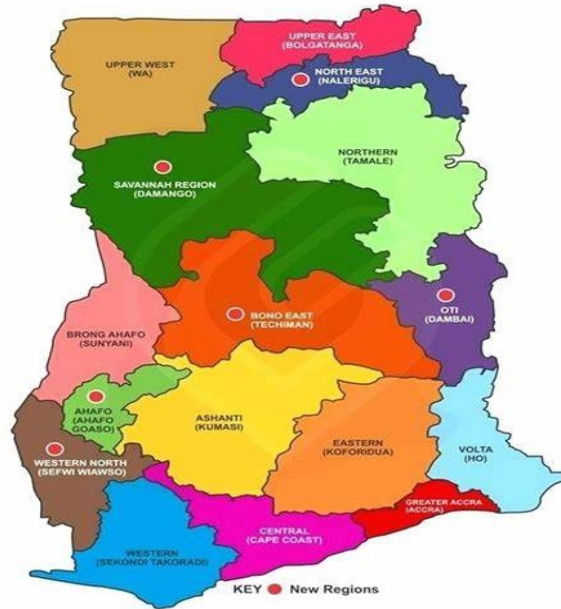 UPPER EAST
(BOLGATANGA)
UPPER WEST
(WA)
NORTH EAST
(NALERIGU)
NORTHERN
(TAMALE)
SAVANNAH REGION
(DAMANGO)
BONO EAST
(TECHIMAN)
OTI
(DAMBAI)
BRONG AHAFO
(SUNYANI)
AHAFO
(AHAFO
GOASO)
ASHANTI
(KUMASI)
EASTERN
(KOFORIDUA)
VOLTA
(HO)
WESTERN NORTH
(SEFWI WIAWSO)
GREATER ACCRA
(ACCRA)
CENTRAL
(CAPE COAST)
WESTERN
(SEKONDI TAKORADI)
KEY New Regions